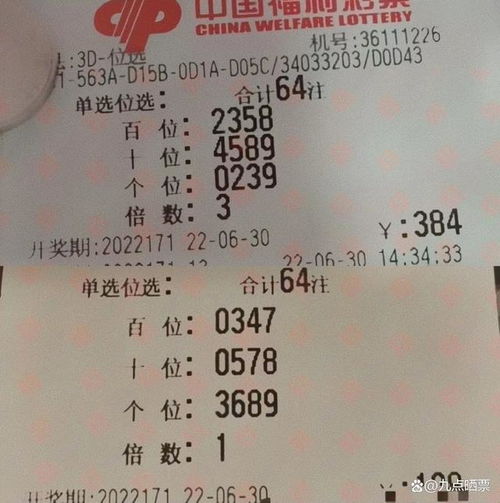 中国福利彩票
CHINA WELFARE LOTTERY
机号:36111226
:3D-位选
1-563A-D15B-0D1A-D05C/34033203/D0D43
单选位选: 合计64注
百 位: 2358
十 位: 4589
个 位: 0239
倍 数: 3
¥:384
开奖期:2022171 22-06-30
22-06-30 14:34:33
单选位选: 合计64注
百 位: 0347
十 位: 0578
个 位: 3689
倍 数: 1
开奖期:2022171 22-06-30
@九点晒票